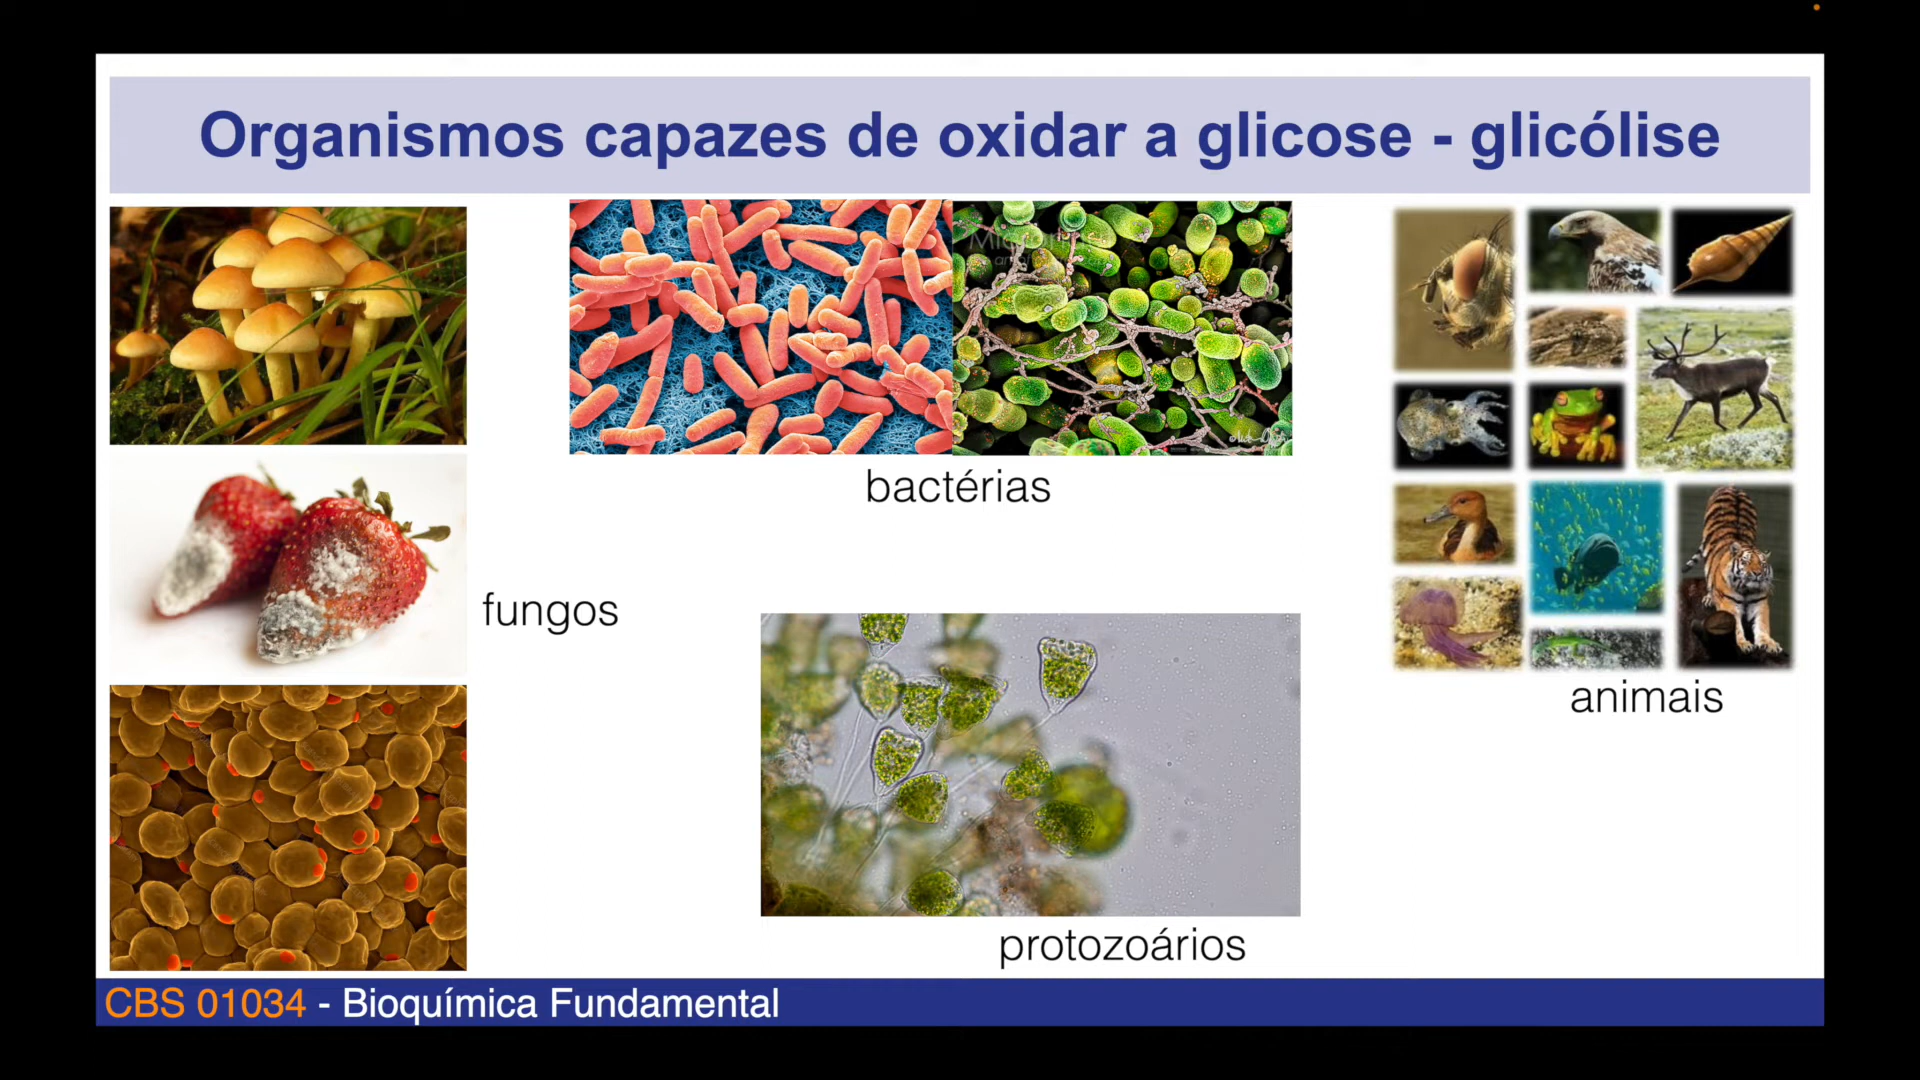 Organismos capazes de oxidar a glicose - glicólise
bactérias
fungos
animais
protozoários
CBS 01034 - Bioquímica Fundamental